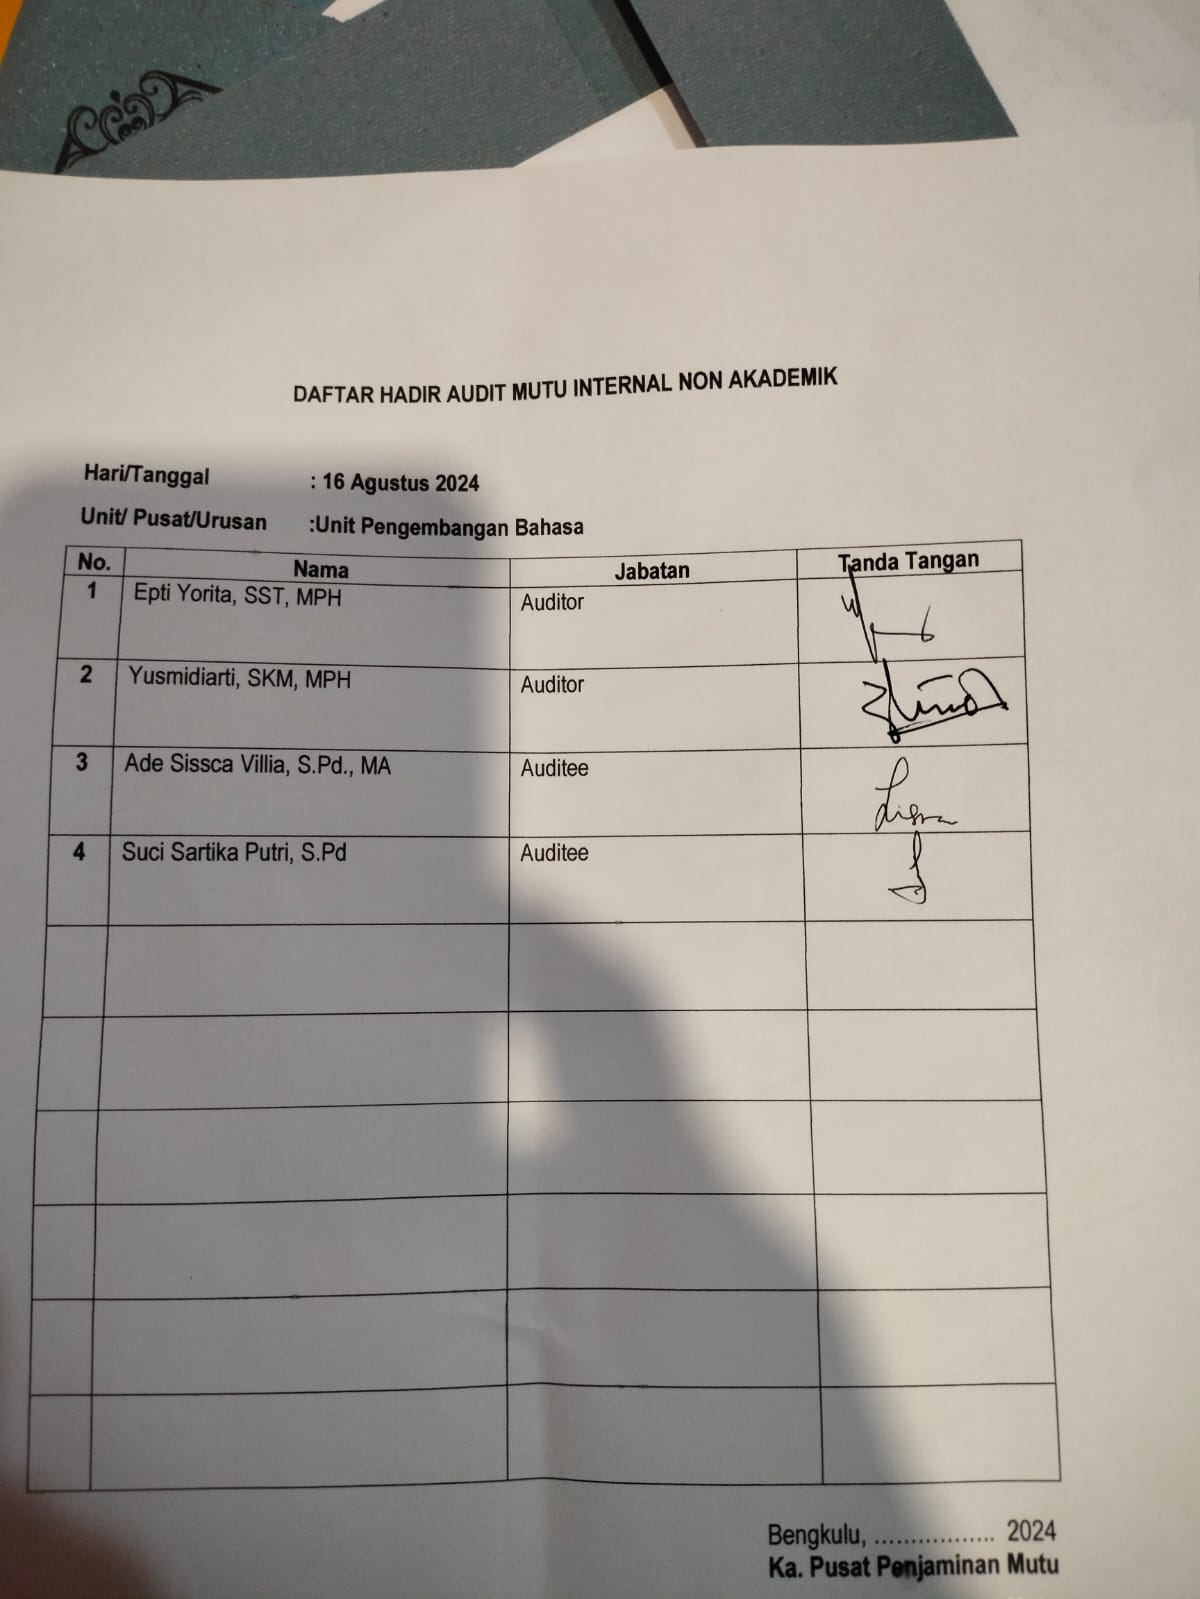 DAFTAR HADIR AUDIT MUTU INTERNAL NON AKADEMIK
Hari/Tanggal : 16 Agustus 2024
Unit/ Pusat/Urusan :Unit Pengembangan Bahasa
No. Nama Jabatan Tanda Tangan
1 Epti Yorita, SST, MPH Auditor
2 Yusmidiarti, SKM, MPH Auditor
3 Ade Sissca Villia, S.Pd., MA Auditee
4 Suci Sartika Putri, S.Pd Auditee
Bengkulu, ................. 2024
Ka. Pusat Penjaminan Mutu